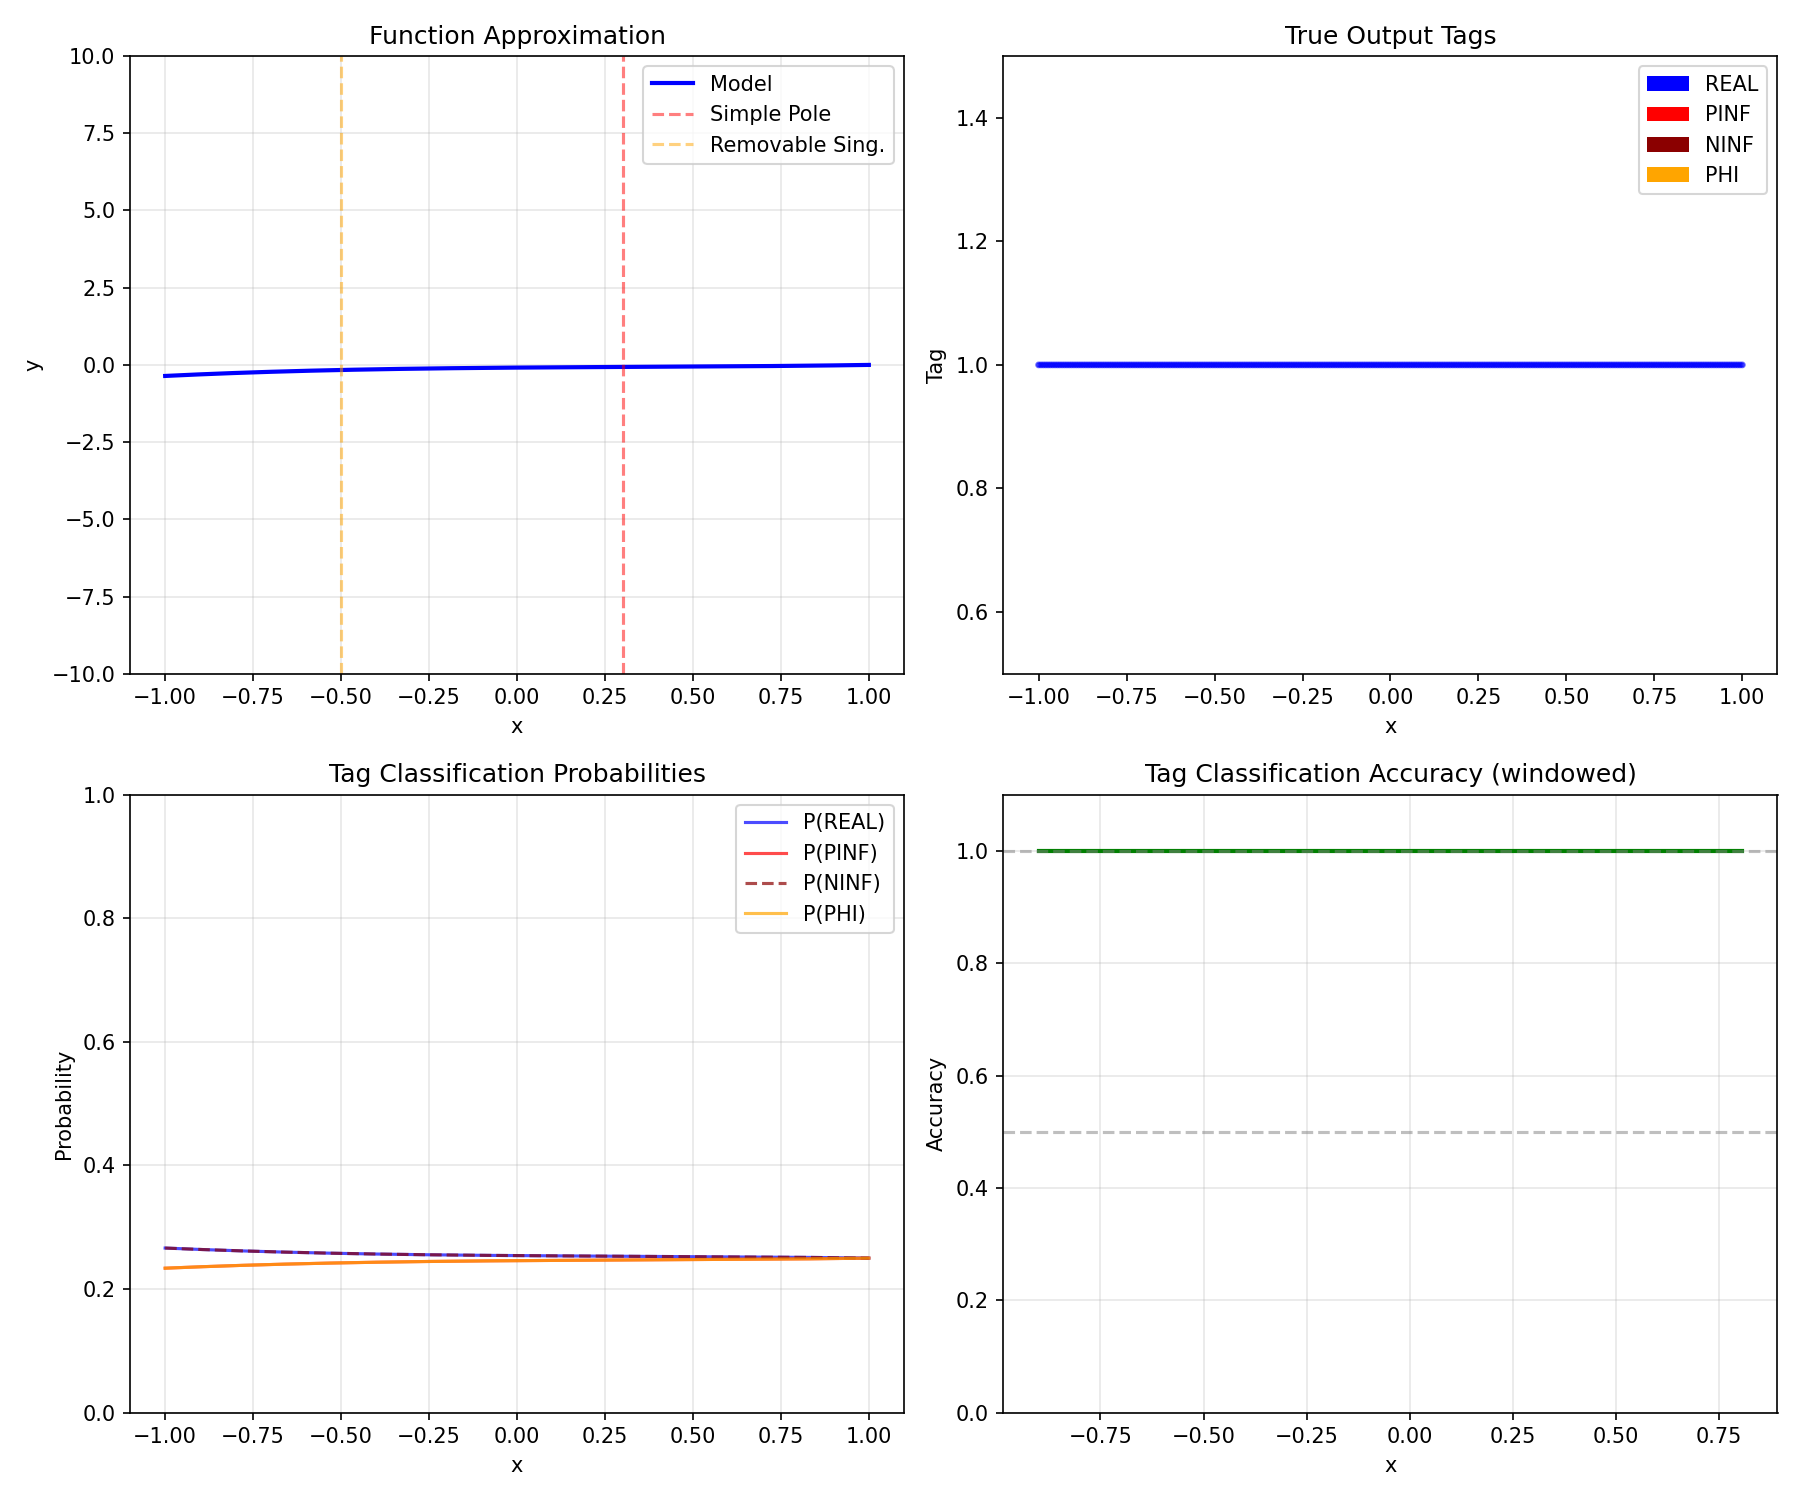 Function Approximation
10.0
7.5
5.0
2.5
0.0
−2.5
−5.0
−7.5
−10.0
y
Model
Simple Pole
Removable Sing.
−1.00 −0.75 −0.50 −0.25 0.00 0.25 0.50 0.75 1.00
x
True Output Tags
1.4
1.2
1.0
0.8
0.6
Tag
REAL
PINF
NINF
PHI
−1.00 −0.75 −0.50 −0.25 0.00 0.25 0.50 0.75 1.00
x
Tag Classification Probabilities
1.0
0.8
0.6
0.4
0.2
0.0
Probability
P(REAL)
P(PINF)
P(NINF)
P(PHI)
−1.00 −0.75 −0.50 −0.25 0.00 0.25 0.50 0.75 1.00
x
Tag Classification Accuracy (windowed)
1.0
0.8
0.6
0.4
0.2
0.0
Accuracy
−0.75 −0.50 −0.25 0.00 0.25 0.50 0.75
x